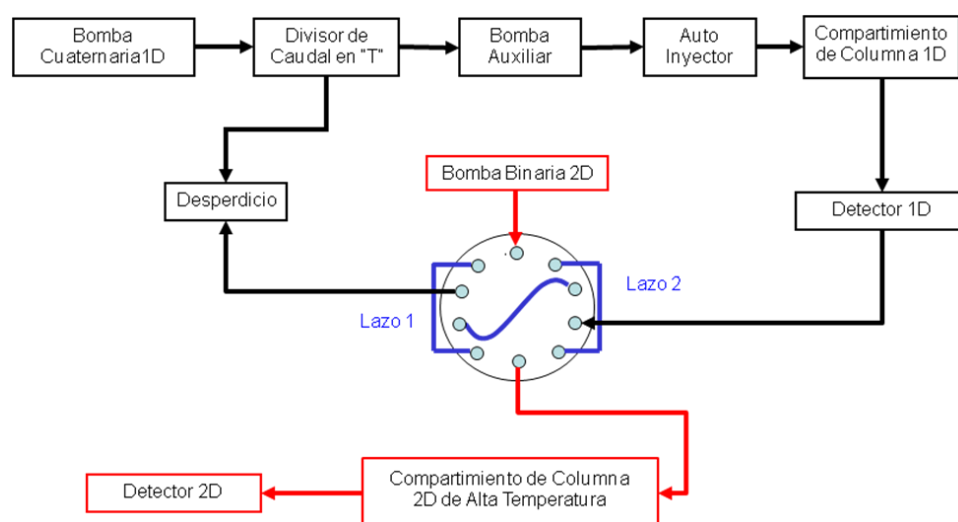 Bomba
Cuaternaria1D
Divisor de
Caudal en "T"
Bomba
Auxiliar
Auto
Inyector
Compartimiento
de Columna 1D
Bomba Binaria 2D
Desperdicio
Detector 1D
Lazo 2
Lazo 1
Compartimiento de Columna
2D de Alta Temperatura
Detector 2D